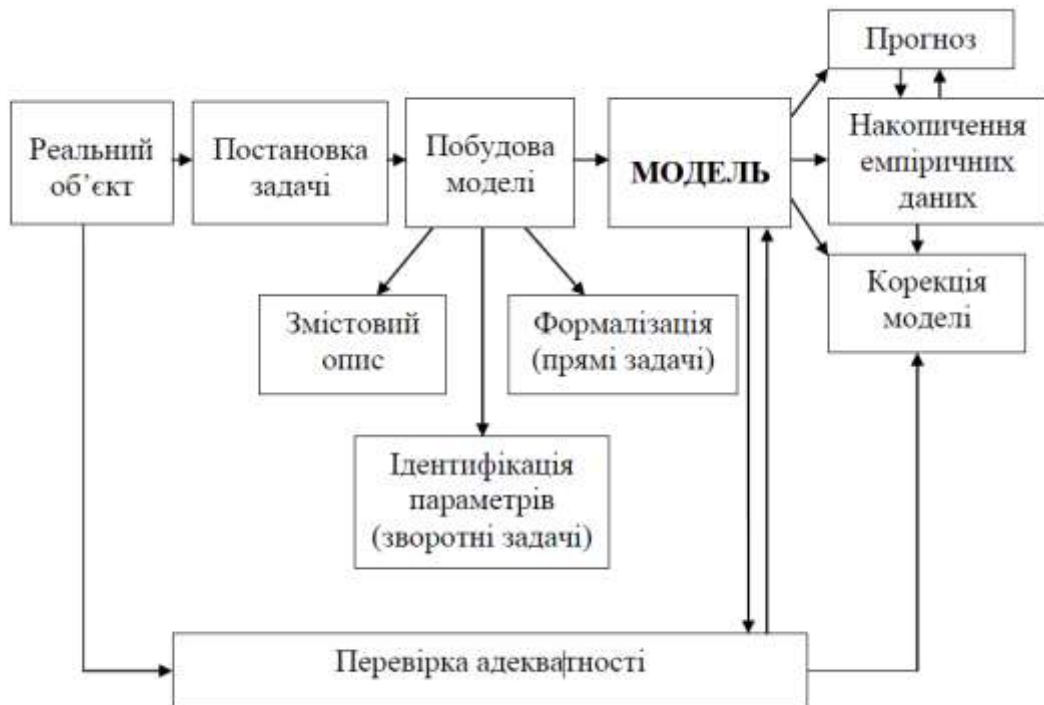 Прогноз
Реальний
об’єкт
Постановка
задачі
Побудова
моделі
МОДЕЛЬ
Накопичення
емпіричних
даних
Змістовий
опис
Формалізація
(прямі задачі)
Корекція
моделі
Ідентифікація
параметрів
(зворотні задачі)
Перевірка адекватності